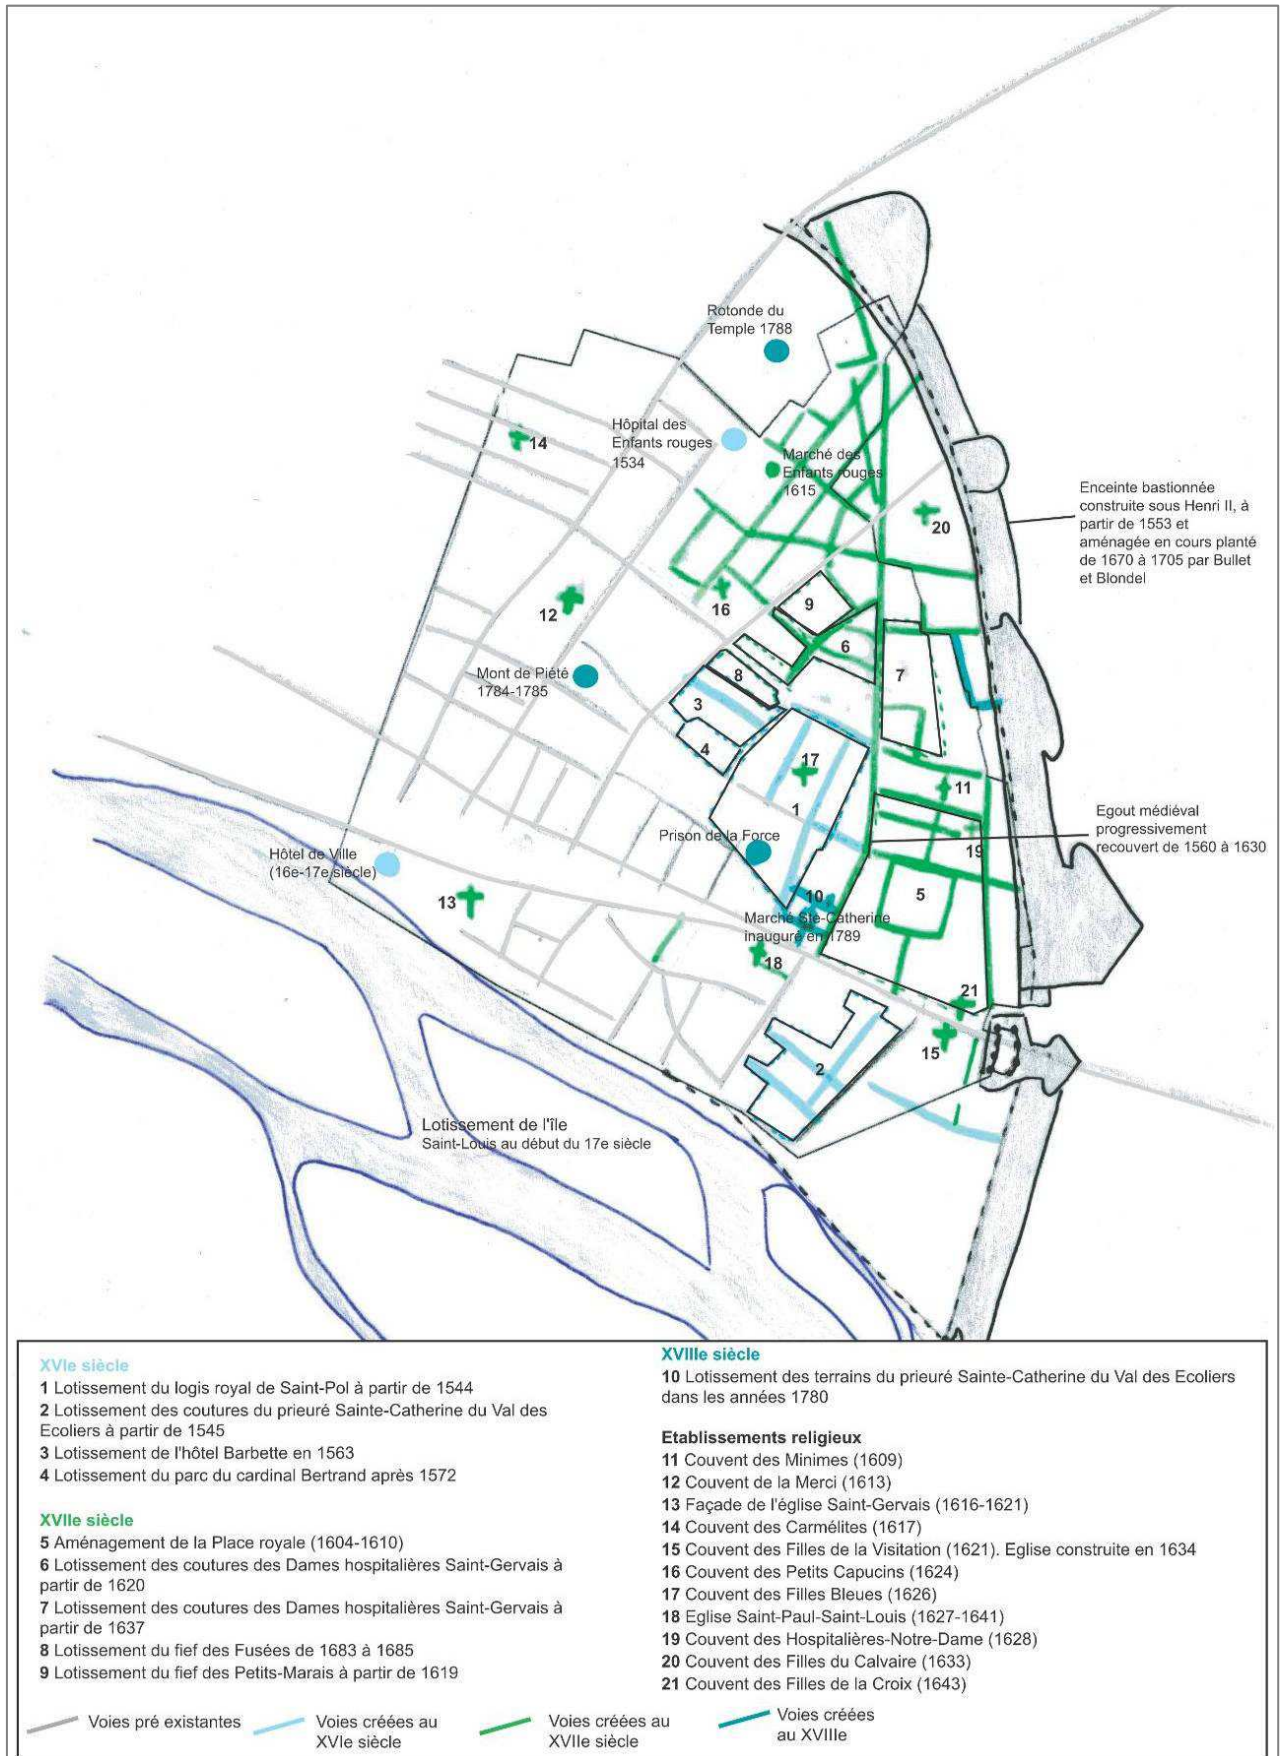 Rotonde du
Temple 1788
Hôpital des
Enfants rouges
1534
14
Marché des
Enfants rouges
1615
Enceinte bastionnée
construite sous Henri II, à
partir de 1553 et
aménagée en cours planté
de 1670 à 1705 par Bullet
et Blondel
20
12
16
9
6
Mont de Piété
1784-1785
8
7
3
4
17
11
1
Egout médiéval
progressivement
recouvert de 1560 à 1630
Prison de la Force
19
Hôtel de Ville
(16e-17e siècle)
13
10
5
Marché Ste-Catherine
inauguré en 1789
18
21
15
2
Lotissement de l'île
Saint-Louis au début du 17e siècle
XVIe siècle
1 Lotissement du logis royal de Saint-Pol à partir de 1544
2 Lotissement des coutures du prieuré Sainte-Catherine du Val des
Ecoliers à partir de 1545
3 Lotissement de l'hôtel Barbette en 1563
4 Lotissement du parc du cardinal Bertrand après 1572
XVIIe siècle
5 Aménagement de la Place royale (1604-1610)
6 Lotissement des coutures des Dames hospitalières Saint-Gervais à
partir de 1620
7 Lotissement des coutures des Dames hospitalières Saint-Gervais à
partir de 1637
8 Lotissement du fief des Fusées de 1683 à 1685
9 Lotissement du fief des Petits-Marais à partir de 1619
XVIIIe siècle
10 Lotissement des terrains du prieuré Sainte-Catherine du Val des Ecoliers
dans les années 1780
Etablissements religieux
11 Couvent des Minimes (1609)
12 Couvent de la Merci (1613)
13 Façade de l'église Saint-Gervais (1616-1621)
14 Couvent des Carmélites (1617)
15 Couvent des Filles de la Visitation (1621). Eglise construite en 1634
16 Couvent des Petits Capucins (1624)
17 Couvent des Filles Bleues (1626)
18 Eglise Saint-Paul-Saint-Louis (1627-1641)
19 Couvent des Hospitalières-Notre-Dame (1628)
20 Couvent des Filles du Calvaire (1633)
21 Couvent des Filles de la Croix (1643)
Voies pré existantes
Voies créées au
XVIe siècle
Voies créées au
XVIIe siècle
Voies créées
au XVIIIe